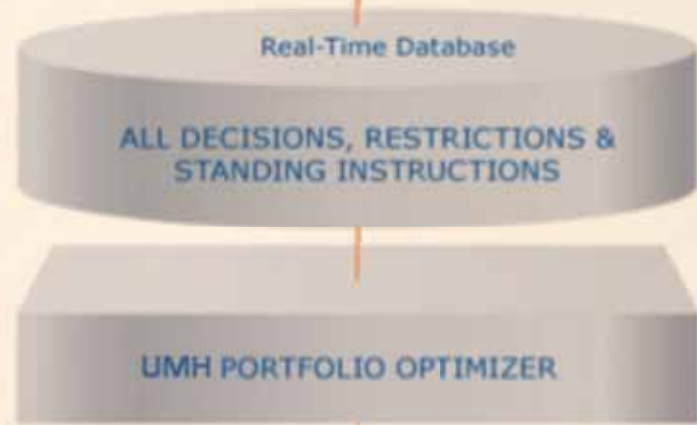 Real-Time Database
ALL DECISIONS, RESTRICTIONS &
STANDING INSTRUCTIONS
UMH PORTFOLIO OPTIMIZER